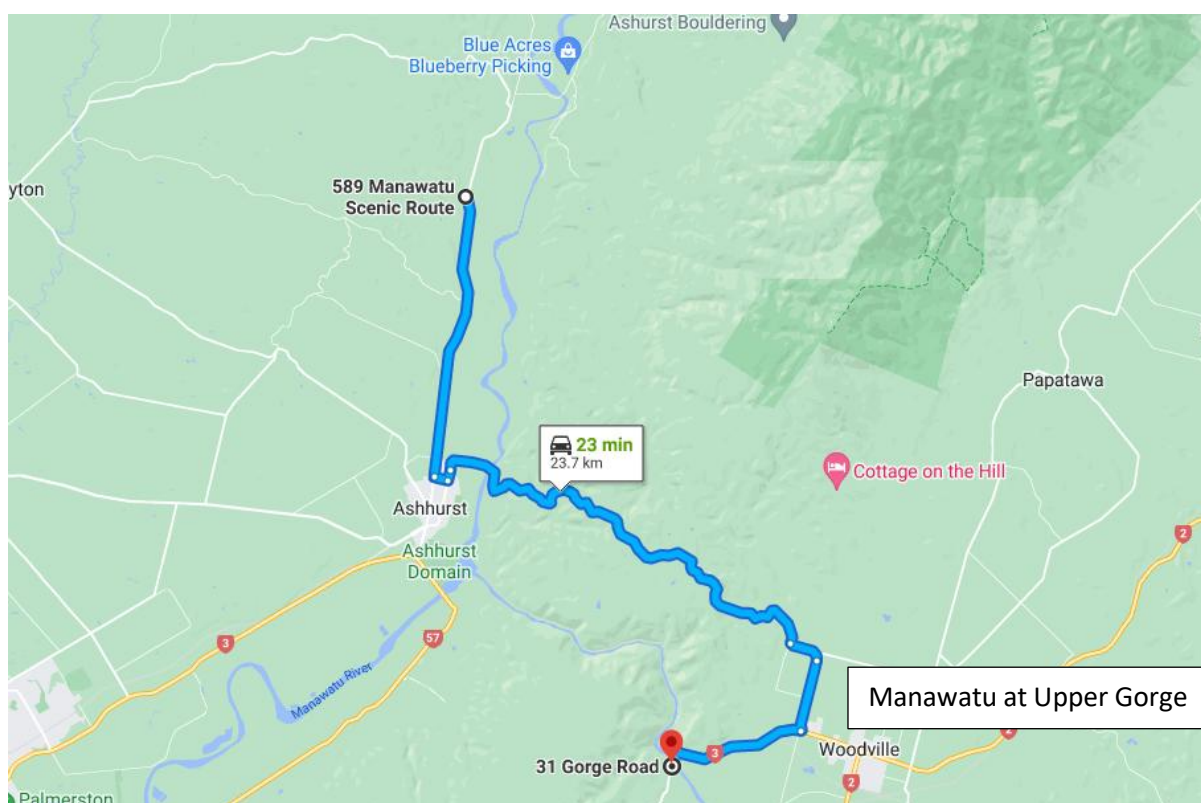 Ashurst Bouldering
Blue Acres
Blueberry Picking
589 Manawatu
Scenic Route
yton
Papatawa
23 min
23.7 km
Cottage on the Hill
Ashhurst
Ashhurst
Domain
2
57
3
Manawatu River
Manawatu at Upper Gorge
3
2
Woodville
31 Gorge Road
2
Palmerston